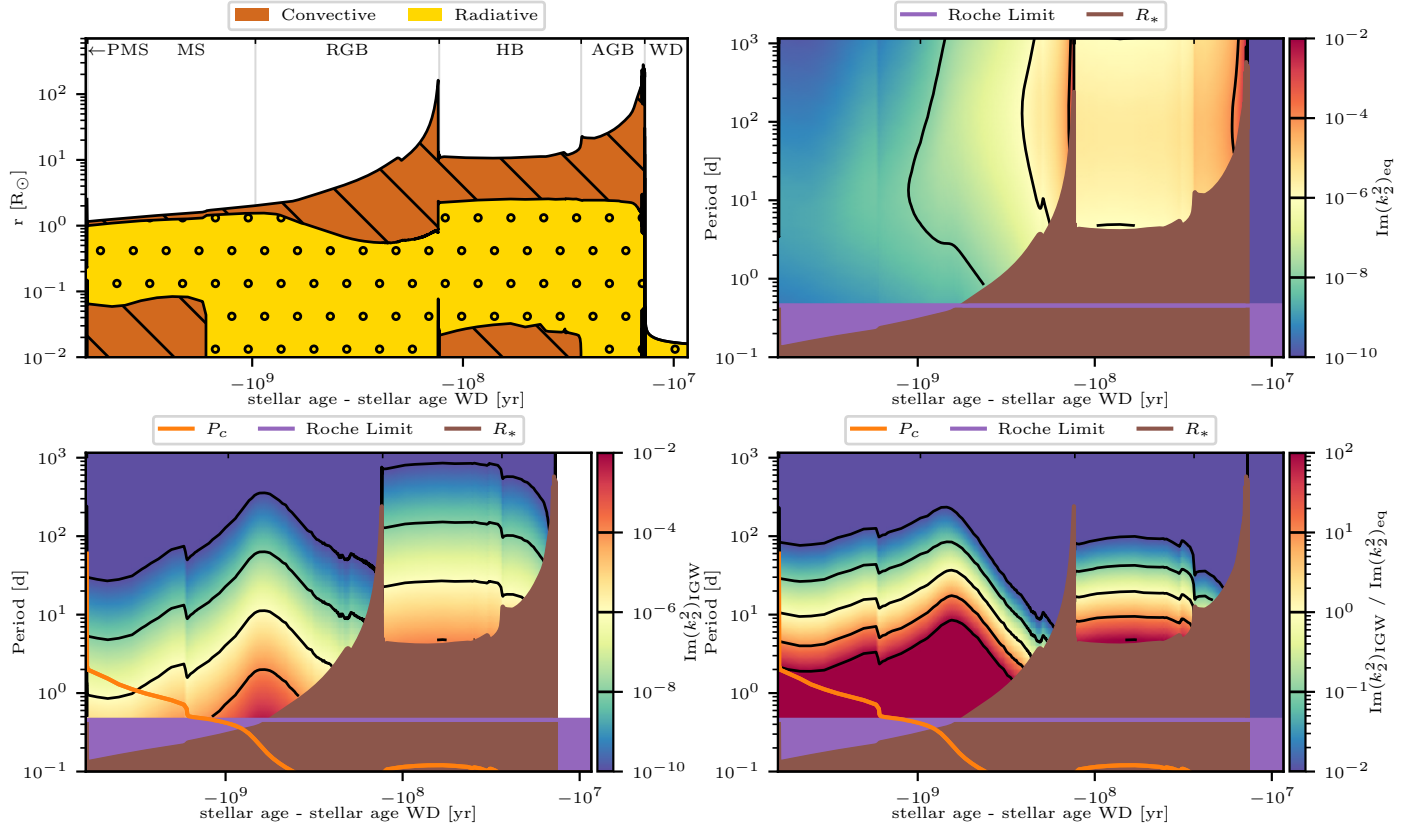 Convective Radiative
←PMS MS RGB HB AGB WD
10²
10¹
10⁰
10⁻¹
10⁻²
r [R☉]
−10⁹ −10⁸ −10⁷
stellar age - stellar age WD [yr]
Roche Limit R*
10³
10²
10¹
10⁰
10⁻¹
Period [d]
−10⁹ −10⁸ −10⁷
stellar age - stellar age WD [yr]
10⁻²
10⁻⁴
10⁻⁶
10⁻⁸
10⁻¹⁰
Im(k₂²)eq
P_c Roche Limit R*
10³
10²
10¹
10⁰
10⁻¹
Period [d]
−10⁹ −10⁸ −10⁷
stellar age - stellar age WD [yr]
10⁻²
10⁻⁴
10⁻⁶
10⁻⁸
10⁻¹⁰
Im(k₂²)IGW
P_c Roche Limit R*
10³
10²
10¹
10⁰
10⁻¹
Period [d]
−10⁹ −10⁸ −10⁷
stellar age - stellar age WD [yr]
10²
10¹
10⁰
10⁻¹
10⁻²
Im(k₂²)IGW / Im(k₂²)eq